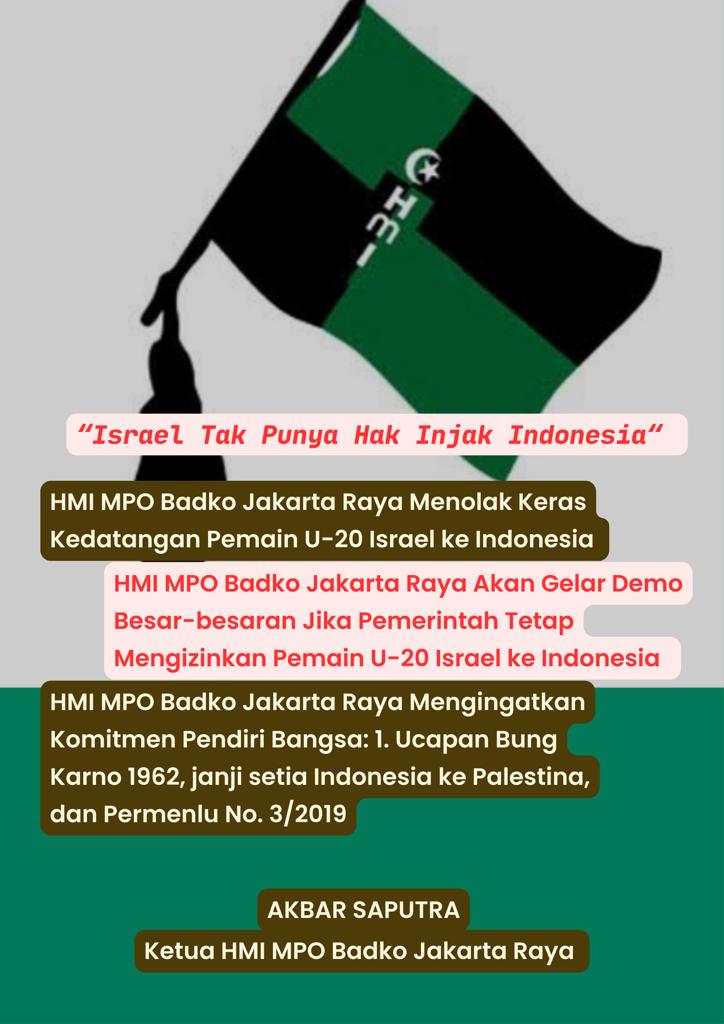 HMI
“Israel Tak Punya Hak Injak Indonesia“
HMI MPO Badko Jakarta Raya Menolak Keras
Kedatangan Pemain U-20 Israel ke Indonesia
HMI MPO Badko Jakarta Raya Akan Gelar Demo
Besar-besaran Jika Pemerintah Tetap
Mengizinkan Pemain U-20 Israel ke Indonesia
HMI MPO Badko Jakarta Raya Mengingatkan
Komitmen Pendiri Bangsa: 1. Ucapan Bung
Karno 1962, janji setia Indonesia ke Palestina,
dan Permenlu No. 3/2019
AKBAR SAPUTRA
Ketua HMI MPO Badko Jakarta Raya